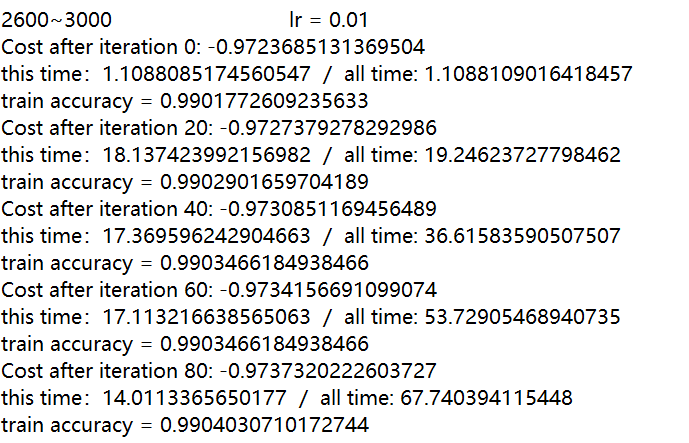 2600~3000 lr = 0.01
Cost after iteration 0: -0.9723685131369504
this time： 1.1088085174560547 / all time: 1.1088109016418457
train accuracy = 0.9901772609235633
Cost after iteration 20: -0.9727379278292986
this time： 18.137423992156982 / all time: 19.24623727798462
train accuracy = 0.9902901659704189
Cost after iteration 40: -0.9730851169456489
this time： 17.369596242904663 / all time: 36.61583590507507
train accuracy = 0.9903466184938466
Cost after iteration 60: -0.9734156691099074
this time： 17.113216638565063 / all time: 53.72905468940735
train accuracy = 0.9903466184938466
Cost after iteration 80: -0.9737320222603727
this time： 14.0113365650177 / all time: 67.740394115448
train accuracy = 0.9904030710172744